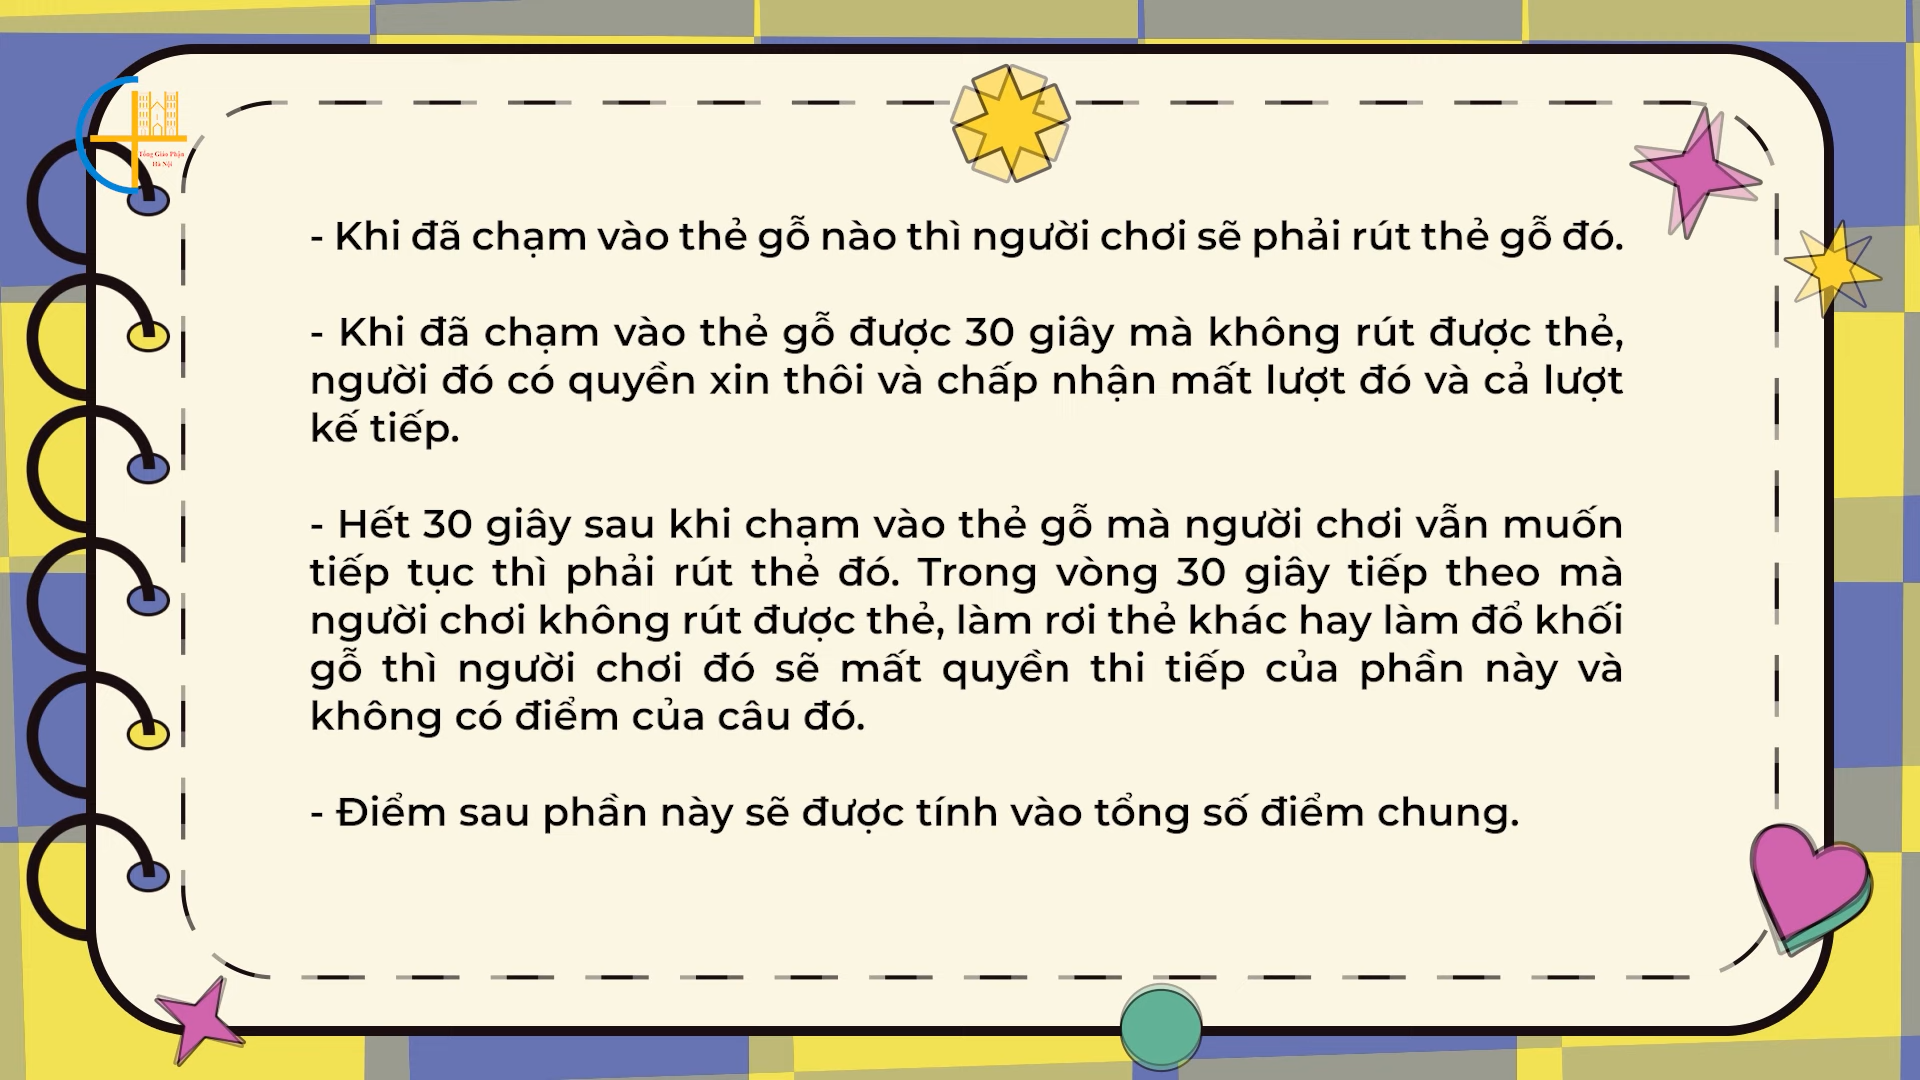 Tổng Giáo Phận
Hà Nội
- Khi đã chạm vào thẻ gỗ nào thì người chơi sẽ phải rút thẻ gỗ đó.
- Khi đã chạm vào thẻ gỗ được 30 giây mà không rút được thẻ,
người đó có quyền xin thôi và chấp nhận mất lượt đó và cả lượt
kế tiếp.
- Hết 30 giây sau khi chạm vào thẻ gỗ mà người chơi vẫn muốn
tiếp tục thì phải rút thẻ đó. Trong vòng 30 giây tiếp theo mà
người chơi không rút được thẻ, làm rơi thẻ khác hay làm đổ khối
gỗ thì người chơi đó sẽ mất quyền thi tiếp của phần này và
không có điểm của câu đó.
- Điểm sau phần này sẽ được tính vào tổng số điểm chung.